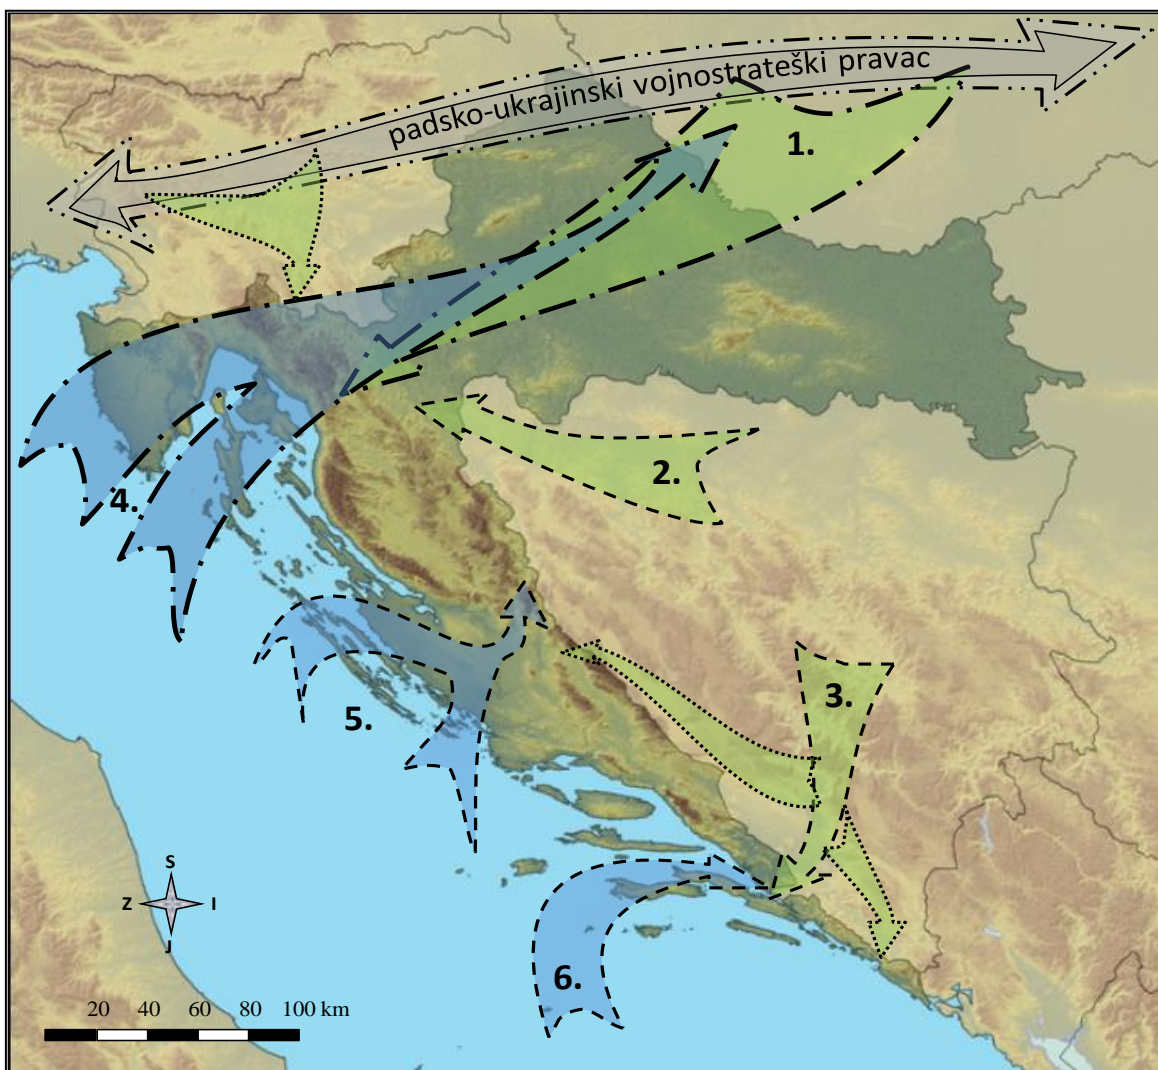 padsko-ukrajinski vojnostrateški pravac
1.
2.
4.
3.
5.
S
Z I
J
6.
20 40 60 80 100 km